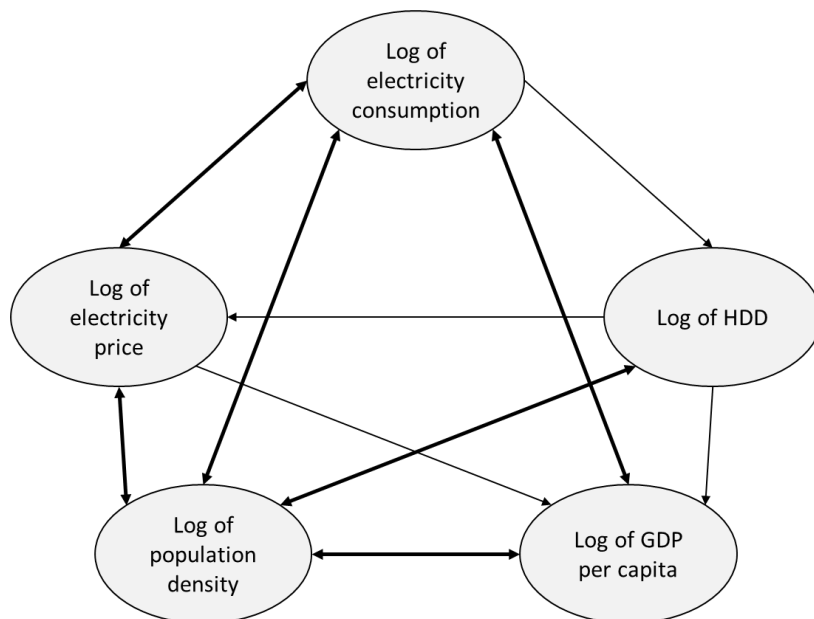 Log of
electricity
consumption
Log of
electricity
price
Log of HDD
Log of
population
density
Log of GDP
per capita